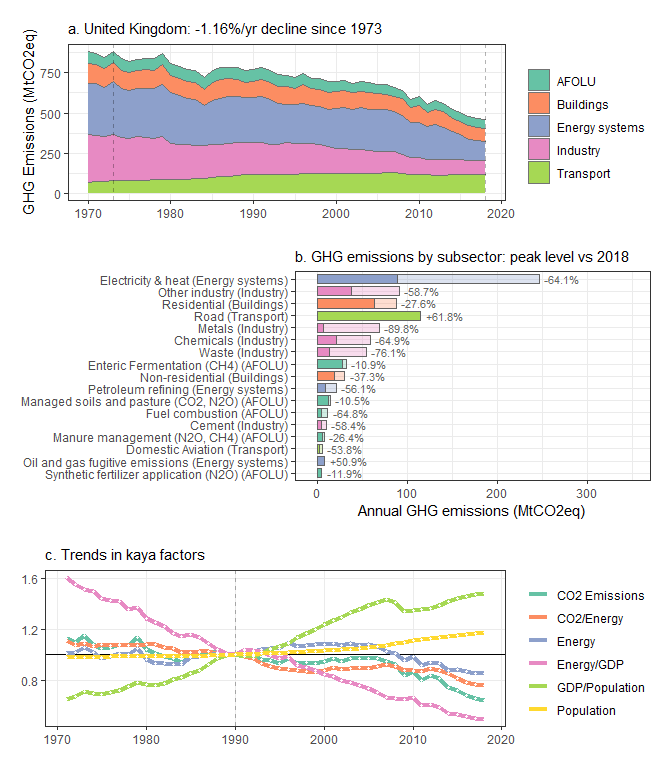 a. United Kingdom: -1.16%/yr decline since 1973
GHG Emissions (MtCO2eq)
750
500
250
0
1970
1980
1990
2000
2010
2020
AFOLU
Buildings
Energy systems
Industry
Transport
b. GHG emissions by subsector: peak level vs 2018
Electricity & heat (Energy systems) -64.1%
Other industry (Industry) -58.7%
Residential (Buildings) -27.6%
Road (Transport) +61.8%
Metals (Industry) -89.8%
Chemicals (Industry) -64.9%
Waste (Industry) -76.1%
Enteric Fermentation (CH4) (AFOLU) -10.9%
Non-residential (Buildings) -37.3%
Petroleum refining (Energy systems) -56.1%
Managed soils and pasture (CO2, N2O) (AFOLU) -10.5%
Fuel combustion (AFOLU) -64.8%
Cement (Industry) -58.4%
Manure management (N2O, CH4) (AFOLU) -26.4%
Domestic Aviation (Transport) -53.8%
Oil and gas fugitive emissions (Energy systems) +50.9%
Synthetic fertilizer application (N2O) (AFOLU) -11.9%
0
100
200
300
Annual GHG emissions (MtCO2eq)
c. Trends in kaya factors
1.6
1.2
0.8
1970
1980
1990
2000
2010
2020
CO2 Emissions
CO2/Energy
Energy
Energy/GDP
GDP/Population
Population